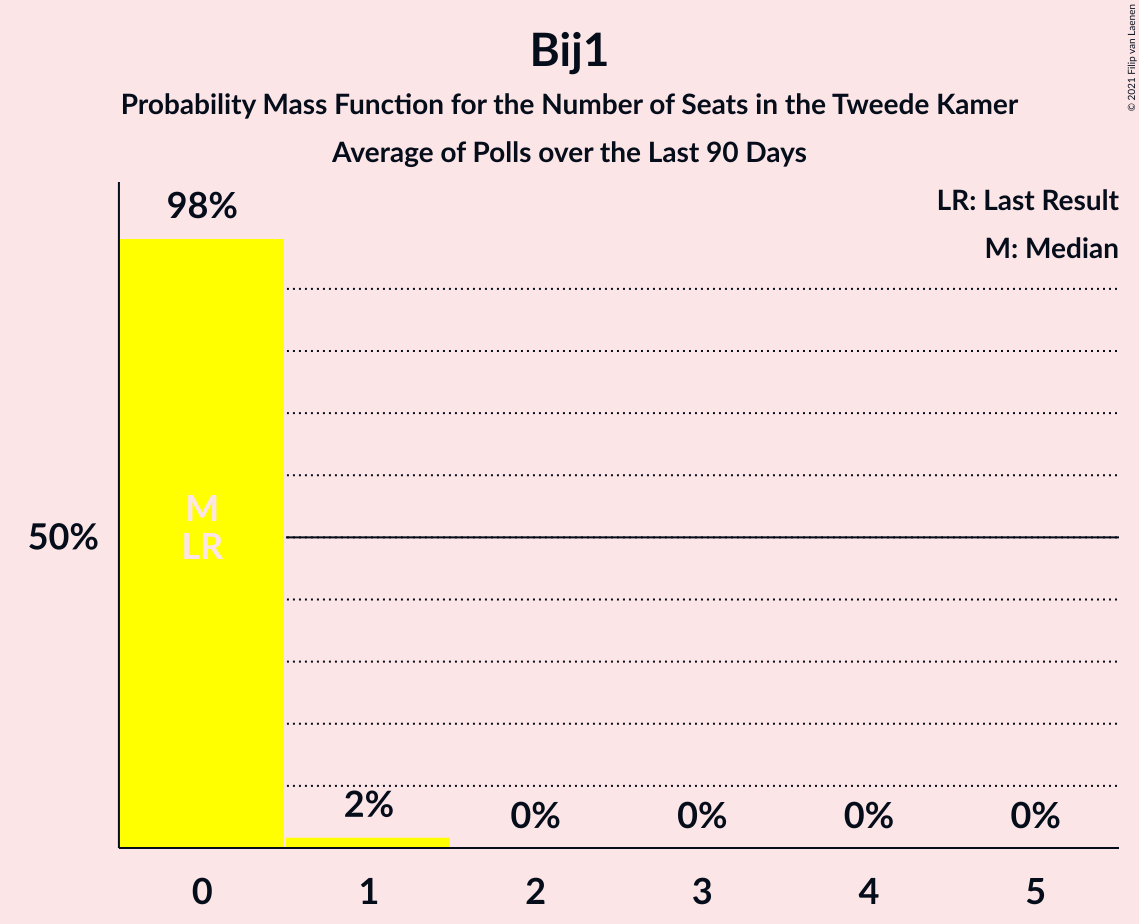 Bij1
Probability Mass Function for the Number of Seats in the Tweede Kamer
Average of Polls over the Last 90 Days
© 2021 Filip van Laenen
LR: Last Result
M: Median
98%
M
LR
50%
2%
0%
0%
0%
0%
0
1
2
3
4
5